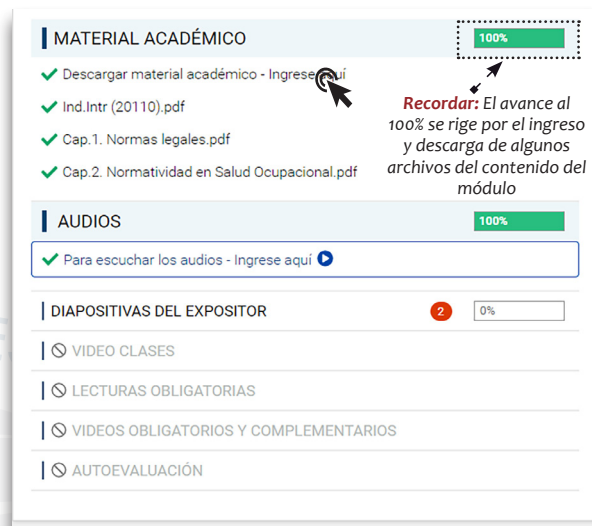 MATERIAL ACADÉMICO
100%
Descargar material académico - Ingrese aquí
Ind.Intr (20110).pdf
Cap.1. Normas legales.pdf
Cap.2. Normatividad en Salud Ocupacional.pdf
Recordar: El avance al
100% se rige por el ingreso
y descarga de algunos
archivos del contenido del
módulo
AUDIOS
100%
Para escuchar los audios - Ingrese aquí
DIAPOSITIVAS DEL EXPOSITOR
2
0%
VIDEO CLASES
LECTURAS OBLIGATORIAS
VIDEOS OBLIGATORIOS Y COMPLEMENTARIOS
AUTOEVALUACIÓN